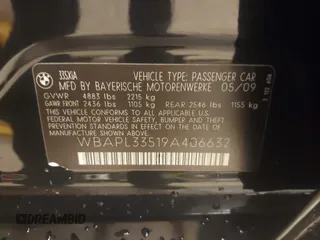 BMW
335XIA
VEHICLE TYPE: PASSENGER CAR
MFD BY BAYERISCHE MOTORENWERKE 05/09
GVWR 4883 lbs 2215 kg
GAWR FRONT 2436 lbs 1105 kg REAR 2546 lbs 1155 kg
THIS VEHICLE CONFORMS TO ALL APPLICABLE
FEDERAL MOTOR VEHICLE SAFETY, BUMPER,
AND THEFT PREVENTION STANDARDS IN EFFECT
ON THE DATE OF MANUFACTURE SHOWN ABOVE.
WBAPL33519A406632
DREAMBID